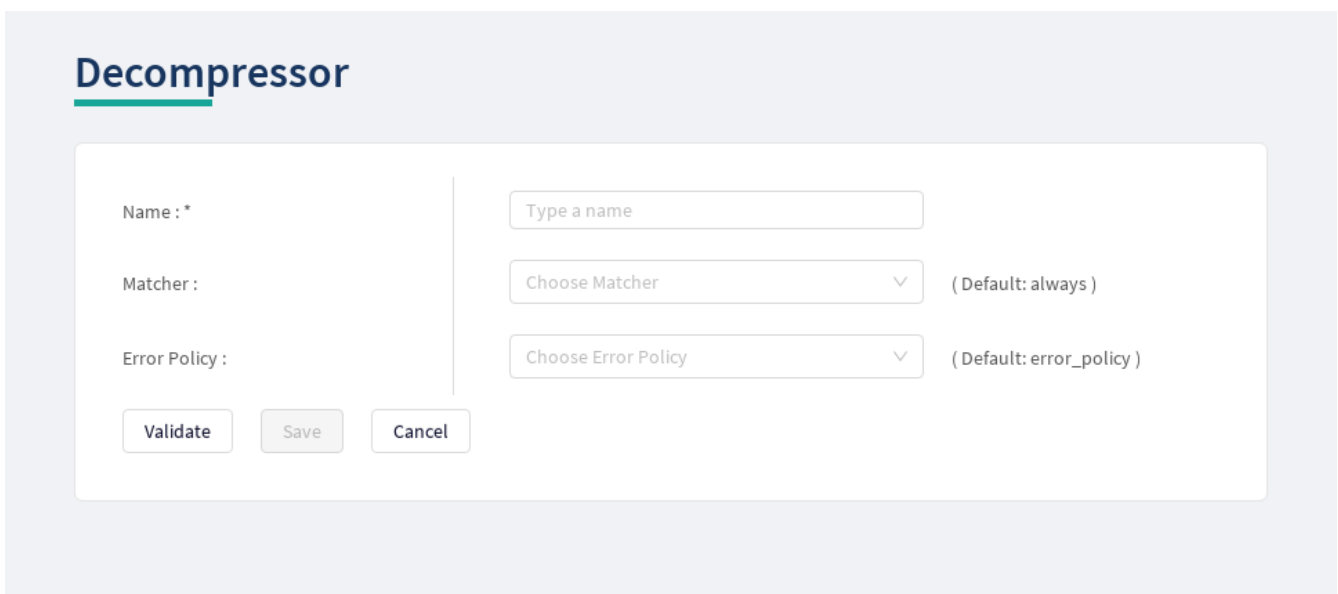 Decompressor
Name : * Type a name
Matcher : Choose Matcher ( Default: always )
Error Policy : Choose Error Policy ( Default: error_policy )
Validate Save Cancel